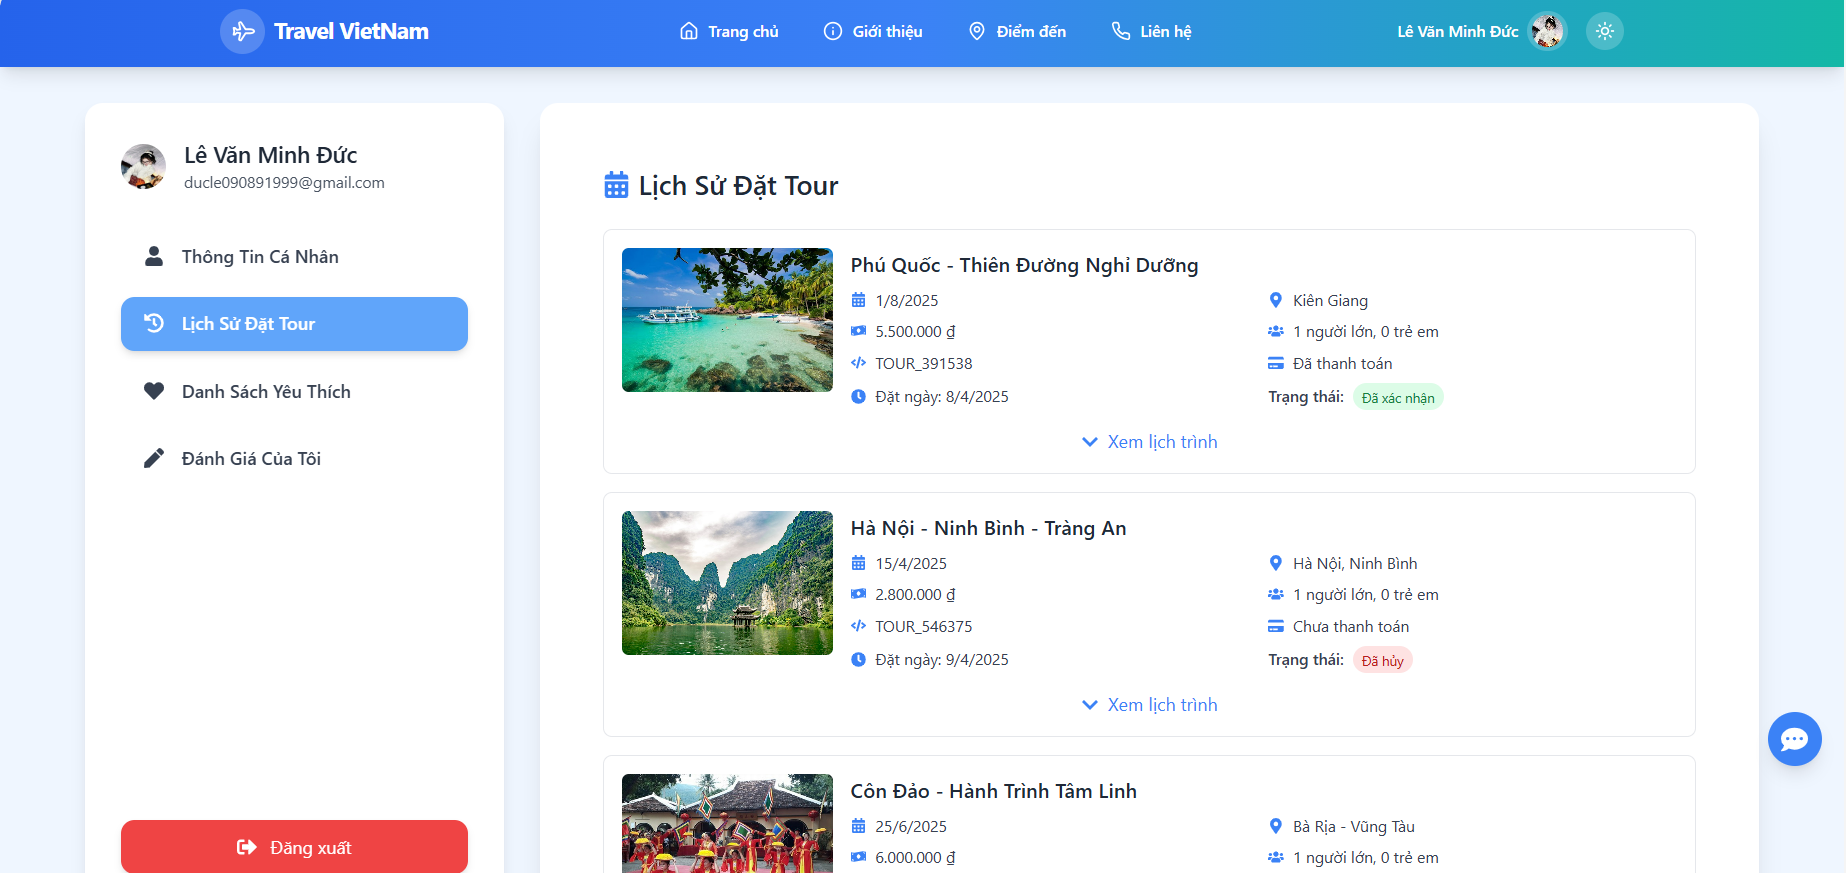 Travel VietNam
Trang chủ
Giới thiệu
Điểm đến
Liên hệ
Lê Văn Minh Đức
Lê Văn Minh Đức
ducle090891999@gmail.com
Thông Tin Cá Nhân
Lịch Sử Đặt Tour
Danh Sách Yêu Thích
Đánh Giá Của Tôi
Đăng xuất
Lịch Sử Đặt Tour
Phú Quốc - Thiên Đường Nghỉ Dưỡng
1/8/2025
Kiên Giang
5.500.000 ₫
1 người lớn, 0 trẻ em
TOUR_391538
Đã thanh toán
Đặt ngày: 8/4/2025
Trạng thái: Đã xác nhận
Xem lịch trình
Hà Nội - Ninh Bình - Tràng An
15/4/2025
Hà Nội, Ninh Bình
2.800.000 ₫
1 người lớn, 0 trẻ em
TOUR_546375
Chưa thanh toán
Đặt ngày: 9/4/2025
Trạng thái: Đã hủy
Xem lịch trình
Côn Đảo - Hành Trình Tâm Linh
25/6/2025
Bà Rịa - Vũng Tàu
6.000.000 ₫
1 người lớn, 0 trẻ em